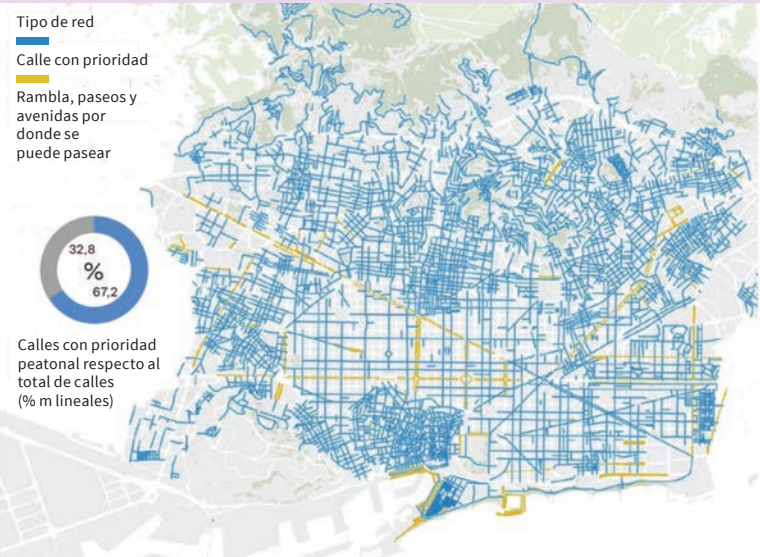 Tipo de red
Calle con prioridad
Rambla, paseos y
avenidas por
donde se
puede pasear
32,8
%
67,2
Calles con prioridad
peatonal respecto al
total de calles
(% m lineales)